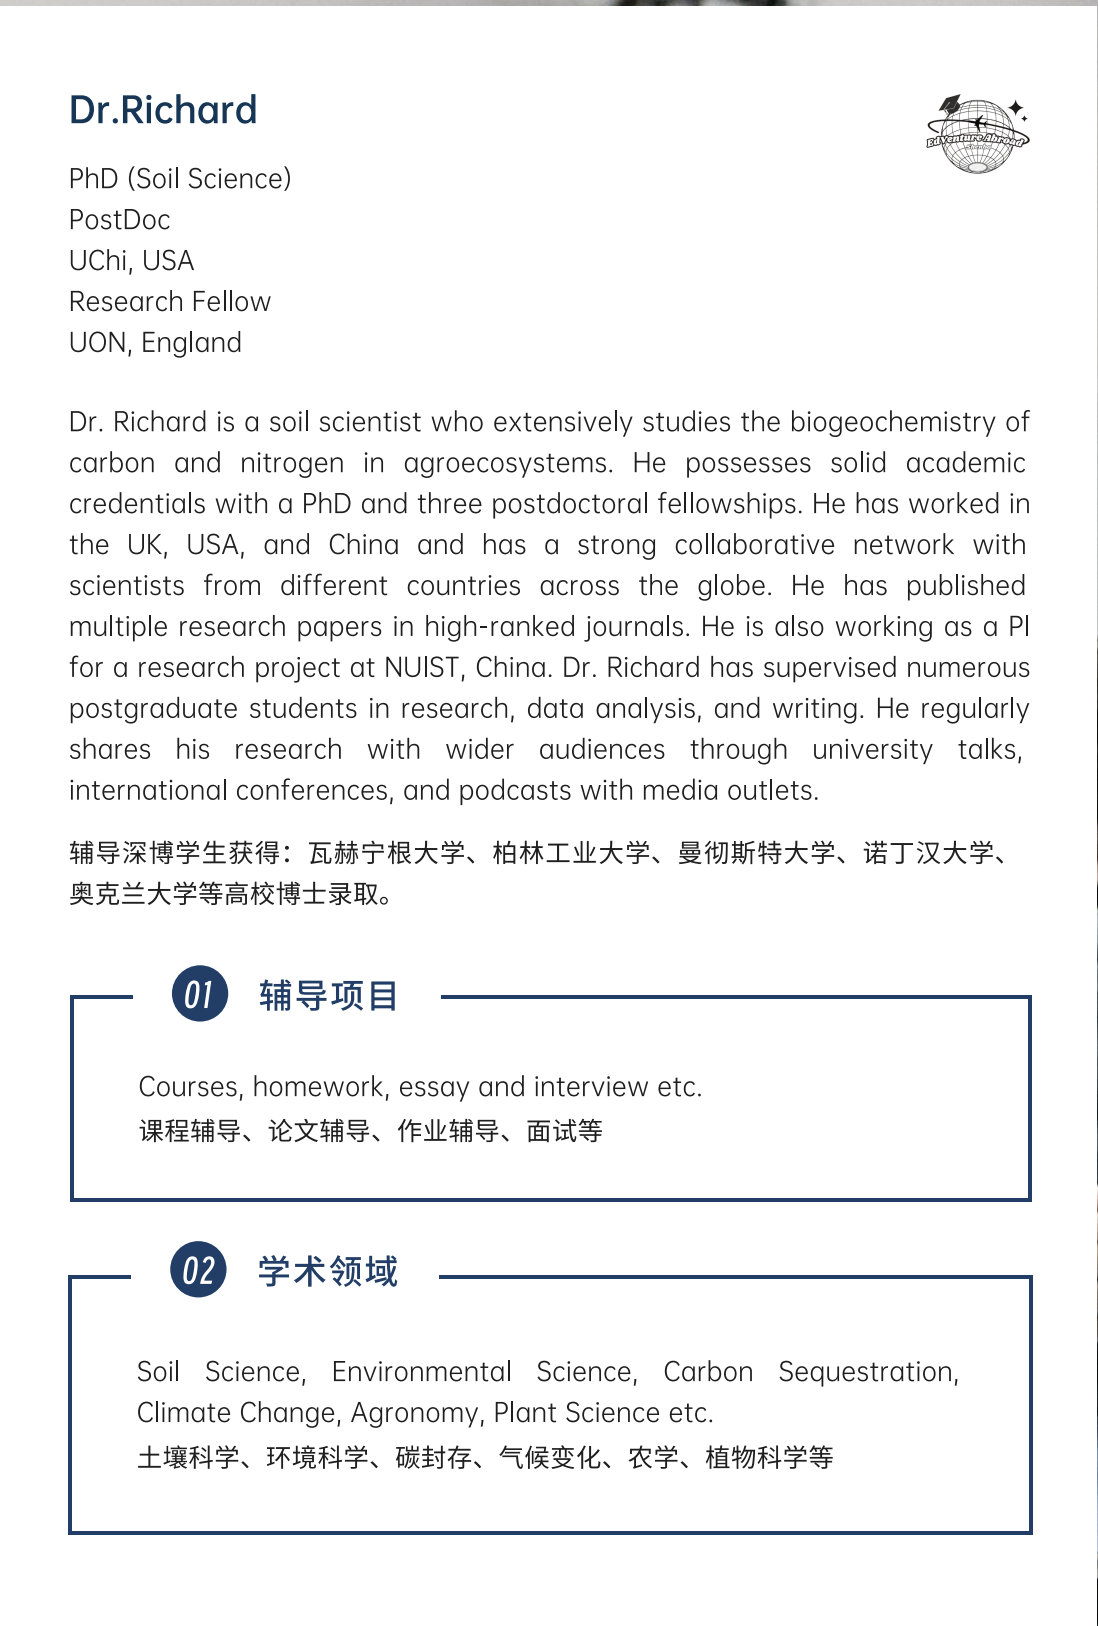 Dr.Richard
EdVenture Abroad
PhD (Soil Science)
PostDoc
UChi, USA
Research Fellow
UON, England
Dr. Richard is a soil scientist who extensively studies the biogeochemistry of
carbon and nitrogen in agroecosystems. He possesses solid academic
credentials with a PhD and three postdoctoral fellowships. He has worked in
the UK, USA, and China and has a strong collaborative network with
scientists from different countries across the globe. He has published
multiple research papers in high-ranked journals. He is also working as a PI
for a research project at NUIST, China. Dr. Richard has supervised numerous
postgraduate students in research, data analysis, and writing. He regularly
shares his research with wider audiences through university talks,
international conferences, and podcasts with media outlets.
辅导深博学生获得：瓦赫宁根大学、柏林工业大学、曼彻斯特大学、诺丁汉大学、
奥克兰大学等高校博士录取。
01 辅导项目
Courses, homework, essay and interview etc.
课程辅导、论文辅导、作业辅导、面试等
02 学术领域
Soil Science, Environmental Science, Carbon Sequestration,
Climate Change, Agronomy, Plant Science etc.
土壤科学、环境科学、碳封存、气候变化、农学、植物科学等